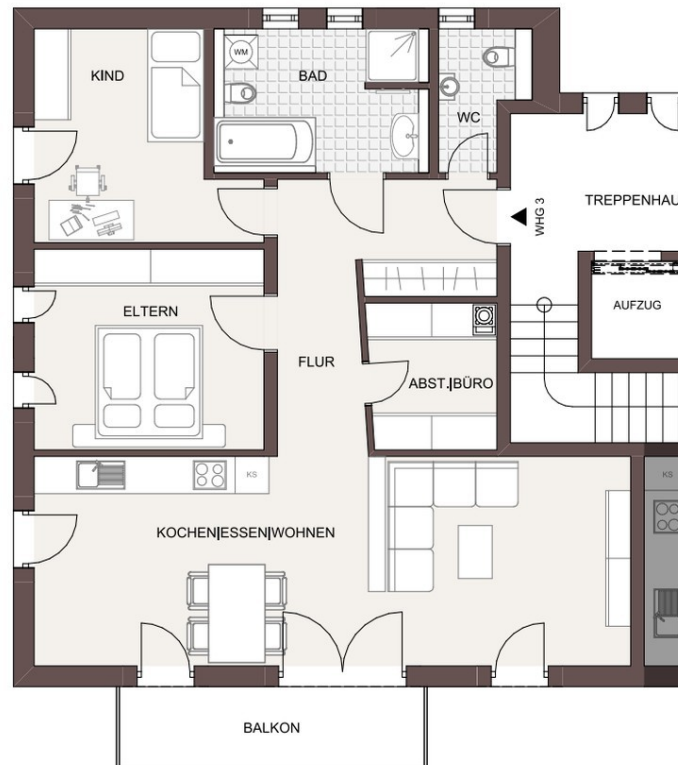 KIND
BAD
WM
WC
TREPPENHAU
WHG 3
AUFZUG
ELTERN
FLUR
ABST.|BÜRO
KS
KS
KOCHEN|ESSEN|WOHNEN
BALKON